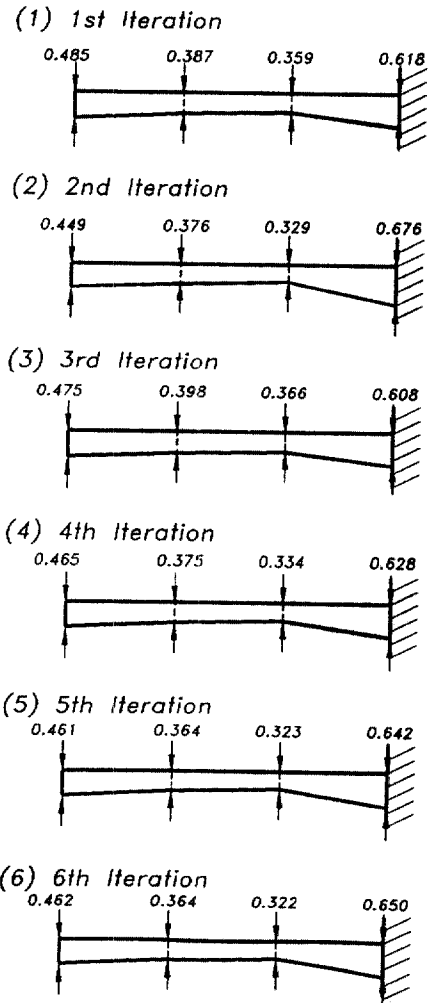 (1) 1st Iteration
0.485 0.387 0.359 0.618
(2) 2nd Iteration
0.449 0.376 0.329 0.676
(3) 3rd Iteration
0.475 0.398 0.366 0.608
(4) 4th Iteration
0.465 0.375 0.334 0.628
(5) 5th Iteration
0.461 0.364 0.323 0.642
(6) 6th Iteration
0.462 0.364 0.322 0.650